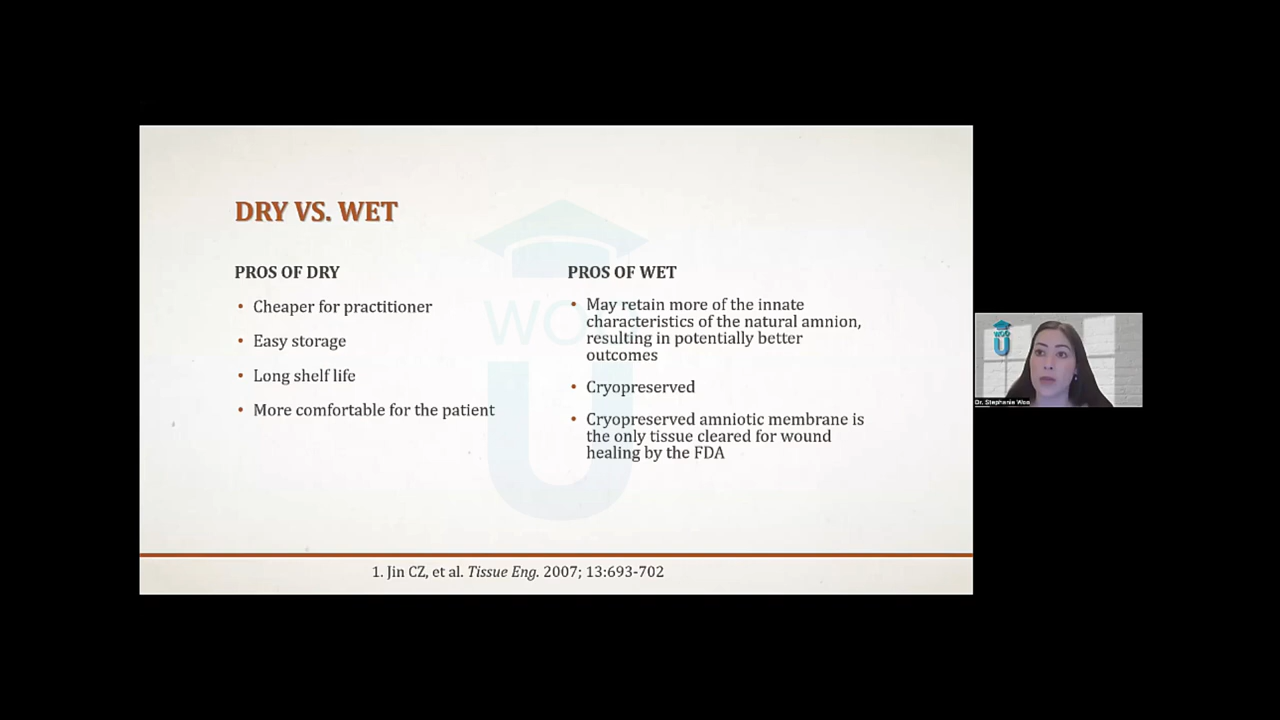 DRY VS. WET
PROS OF DRY
• Cheaper for practitioner
• Easy storage
• Long shelf life
• More comfortable for the patient
PROS OF WET
• May retain more of the innate
characteristics of the natural amnion,
resulting in potentially better
outcomes
• Cryopreserved
• Cryopreserved amniotic membrane is
the only tissue cleared for wound
healing by the FDA
WOO
U
1. Jin CZ, et al. Tissue Eng. 2007; 13:693-702
WOO
U
Dr. Stephanie Woo